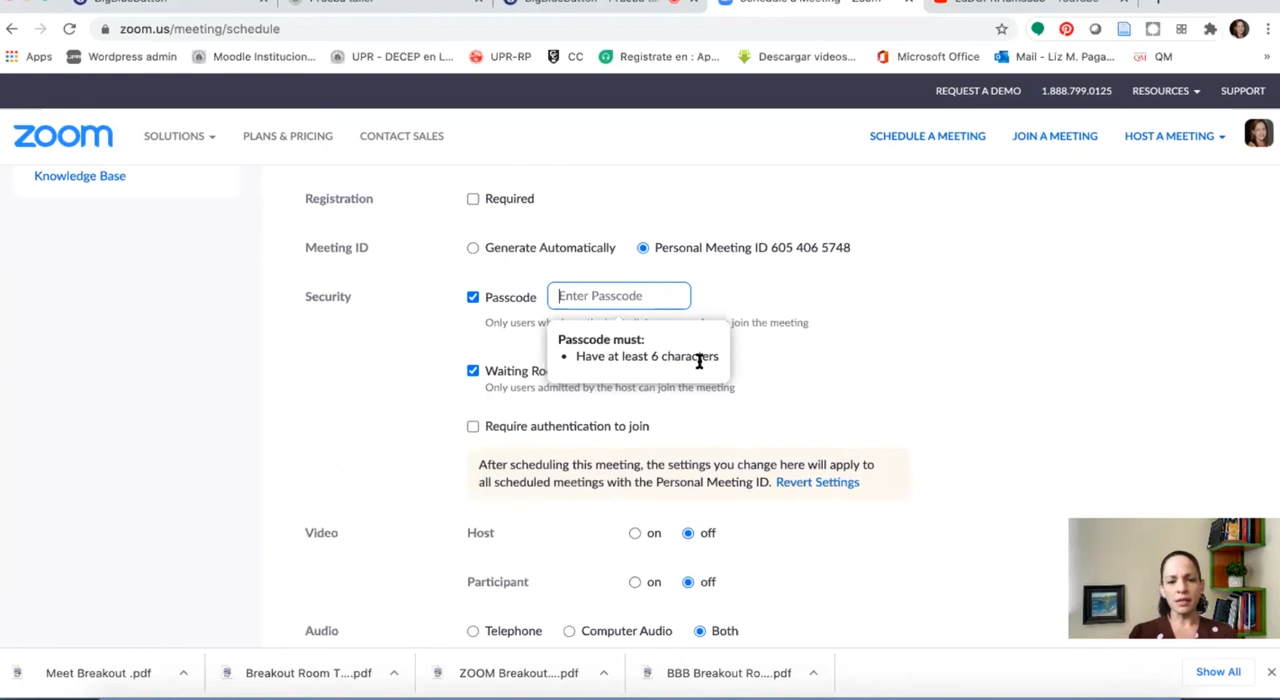 zoom.us/meeting/schedule
Apps Wordpress admin Moodle Institucion... UPR - DECEP en L... UPR-RP CC Registrate en : Ap... Descargar videos... Microsoft Office Mail - Liz M. Paga... QM QM »
REQUEST A DEMO 1.888.799.0125 RESOURCES SUPPORT
zoom SOLUTIONS PLANS & PRICING CONTACT SALES SCHEDULE A MEETING JOIN A MEETING HOST A MEETING
Knowledge Base
Registration Required
Meeting ID Generate Automatically Personal Meeting ID 605 406 5748
Security Passcode Enter Passcode
Only users join the meeting
Passcode must:
• Have at least 6 characters
Waiting Ro
Only users admitted by the host can join the meeting
Require authentication to join
After scheduling this meeting, the settings you change here will apply to
all scheduled meetings with the Personal Meeting ID. Revert Settings
Video Host on off
Participant on off
Audio Telephone Computer Audio Both
Meet Breakout .pdf Breakout Room T....pdf ZOOM Breakout....pdf BBB Breakout Ro....pdf Show All